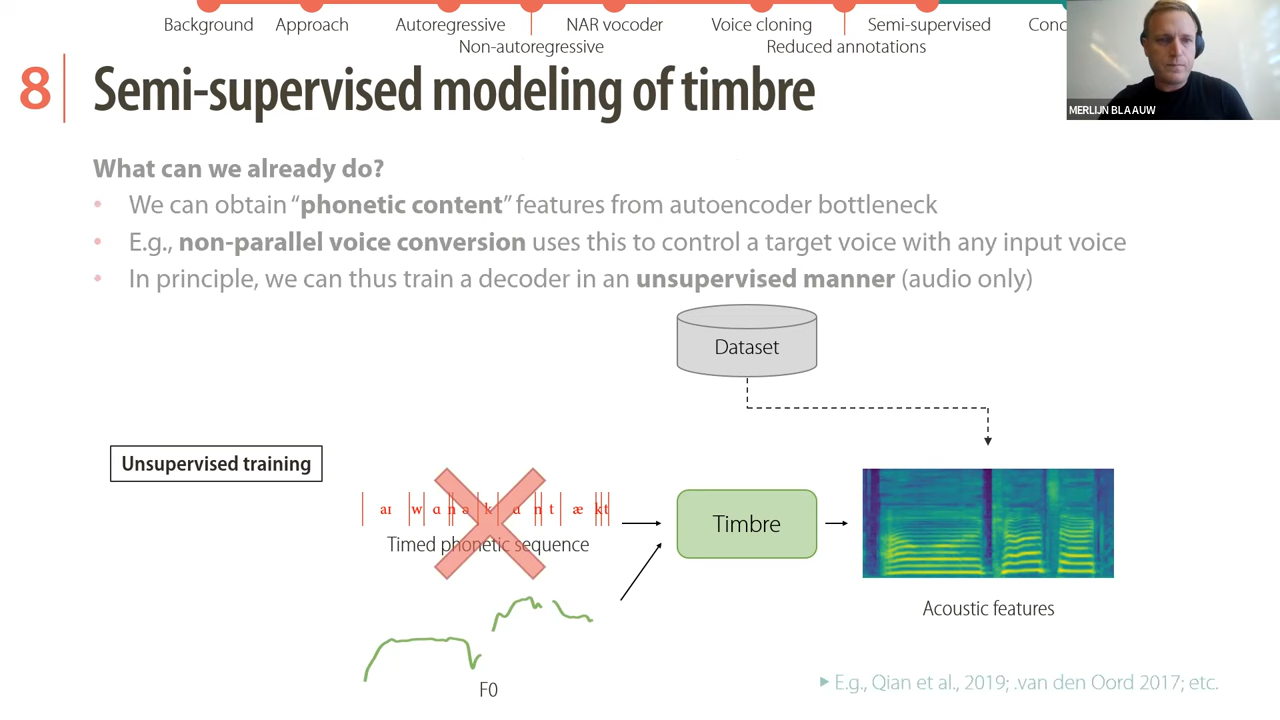 Background Approach Autoregressive NAR vocoder Voice cloning Semi-supervised Conc
Non-autoregressive Reduced annotations
MERLIJN BLAAUW
8 Semi-supervised modeling of timbre
What can we already do?
• We can obtain “phonetic content” features from autoencoder bottleneck
• E.g., non-parallel voice conversion uses this to control a target voice with any input voice
• In principle, we can thus train a decoder in an unsupervised manner (audio only)
Dataset
Unsupervised training
aɪ w ɑ n ə k ɑ n t æ kt
Timed phonetic sequence
Timbre
Acoustic features
F0
E.g., Qian et al., 2019; .van den Oord 2017; etc.